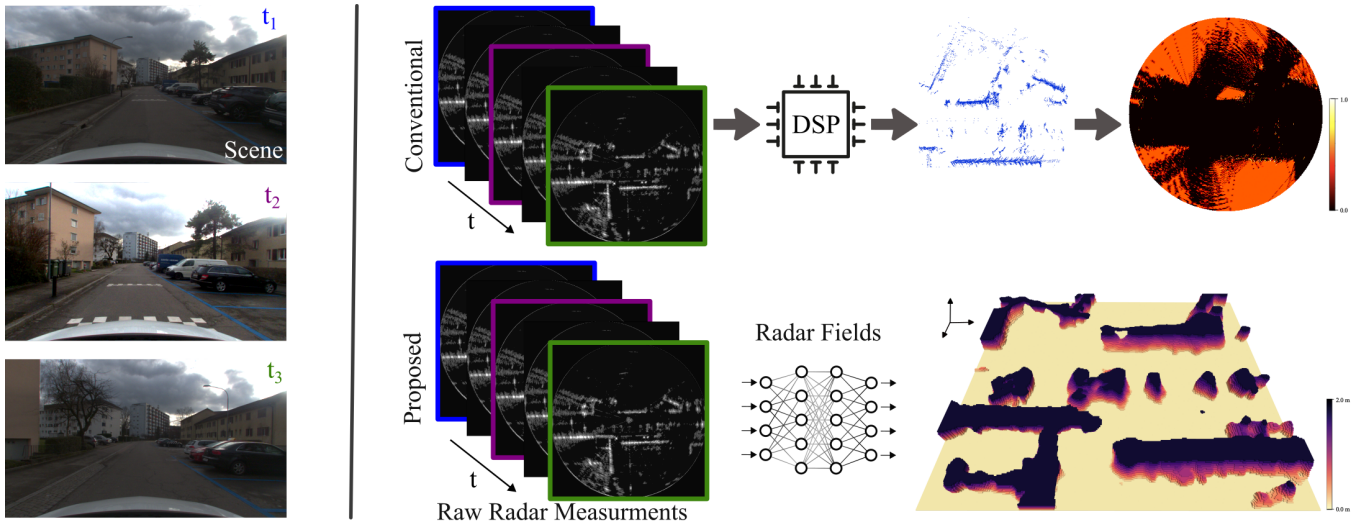 t1
Scene
t2
t3
Conventional
t
DSP
1.0
0.0
Proposed
t
Raw Radar Measurments
Radar Fields
2.0 m
0.0 m